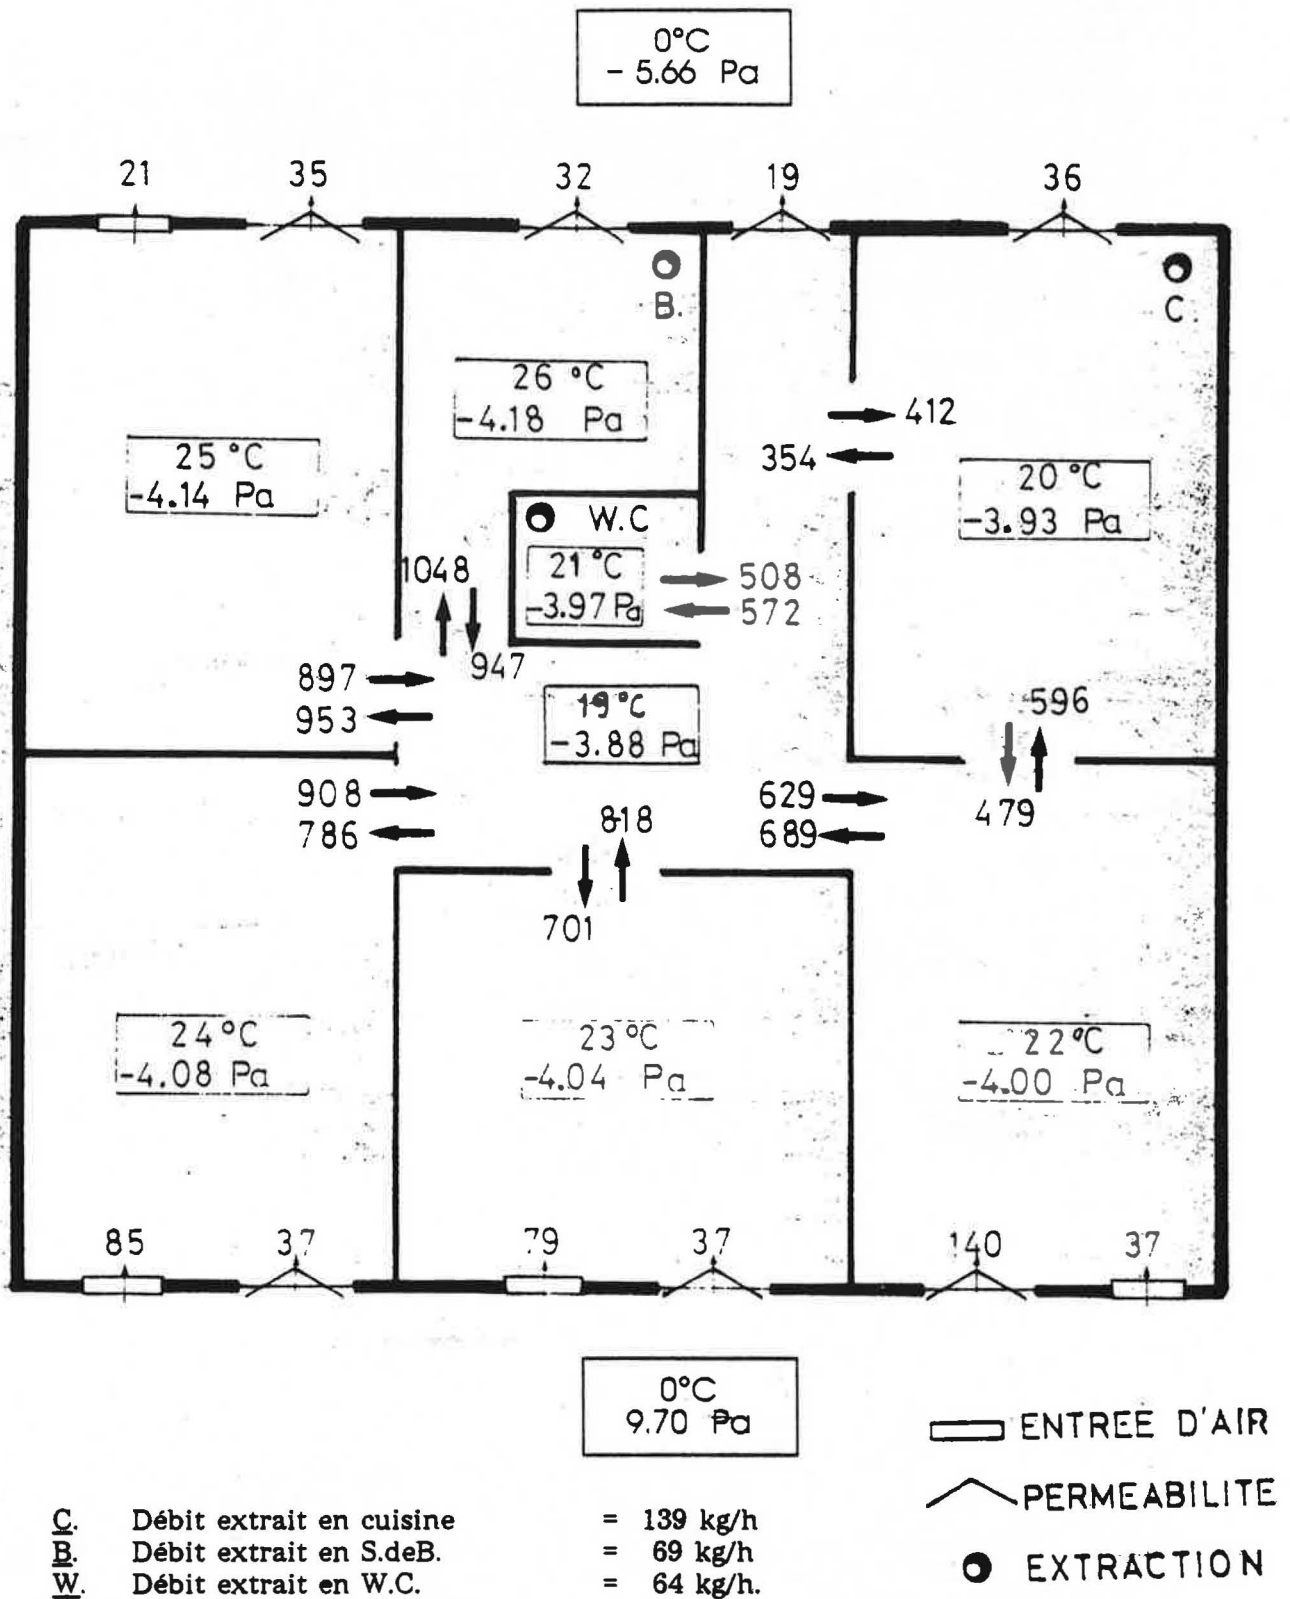 0°C
- 5.66 Pa
21 35 32 19 36
B.
C.
26 °C
-4.18 Pa
412
25 °C
-4.14 Pa
354
20 °C
-3.93 Pa
W.C
21 °C
-3.97 Pa
1048
508
572
947
897
953
19 °C
-3.88 Pa
596
908
786
818
629
689
479
701
24 °C
-4.08 Pa
23 °C
-4.04 Pa
22 °C
-4.00 Pa
85 37 79 37 140 37
0°C
9.70 Pa
ENTREE D'AIR
PERMEABILITE
EXTRACTION
C. Débit extrait en cuisine = 139 kg/h
B. Débit extrait en S.deB. = 69 kg/h
W. Débit extrait en W.C. = 64 kg/h.